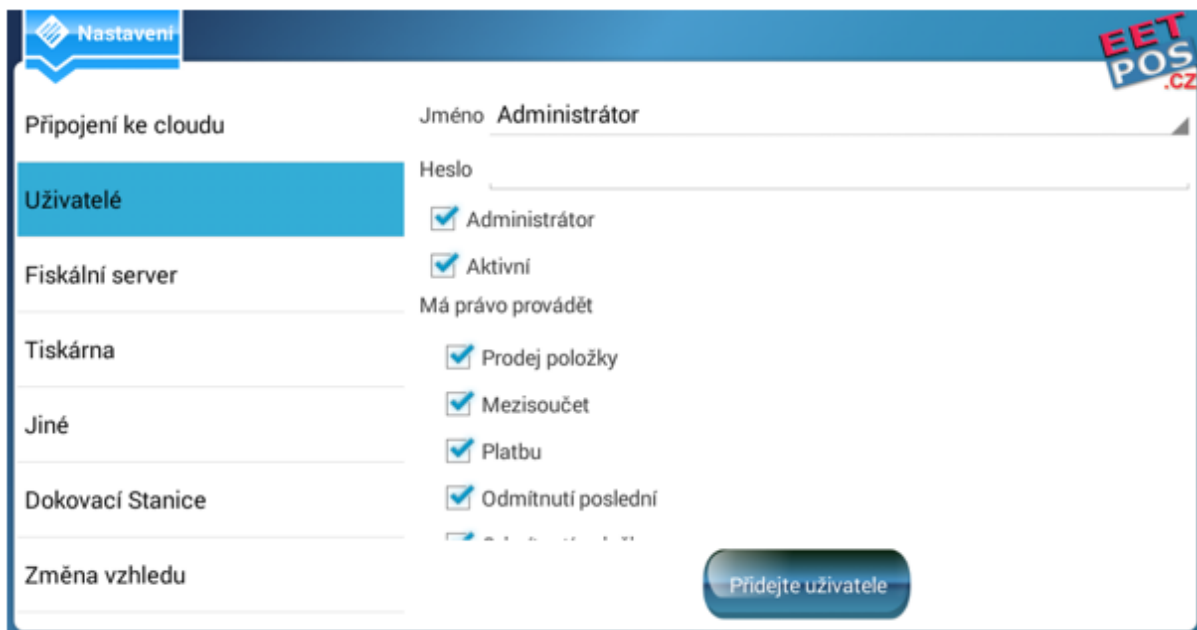 Nastavení
EET
POS
.CZ
Připojení ke cloudu
Uživatelé
Fiskální server
Tiskárna
Jiné
Dokovací Stanice
Změna vzhledu
Jméno Administrátor
Heslo
Administrátor
Aktivní
Má právo provádět
Prodej položky
Mezisoučet
Platbu
Odmítnutí poslední
Přidejte uživatele